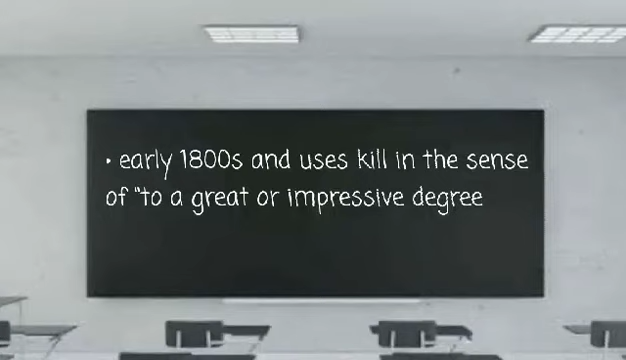 • early 1800s and uses kill in the sense
of "to a great or impressive degree